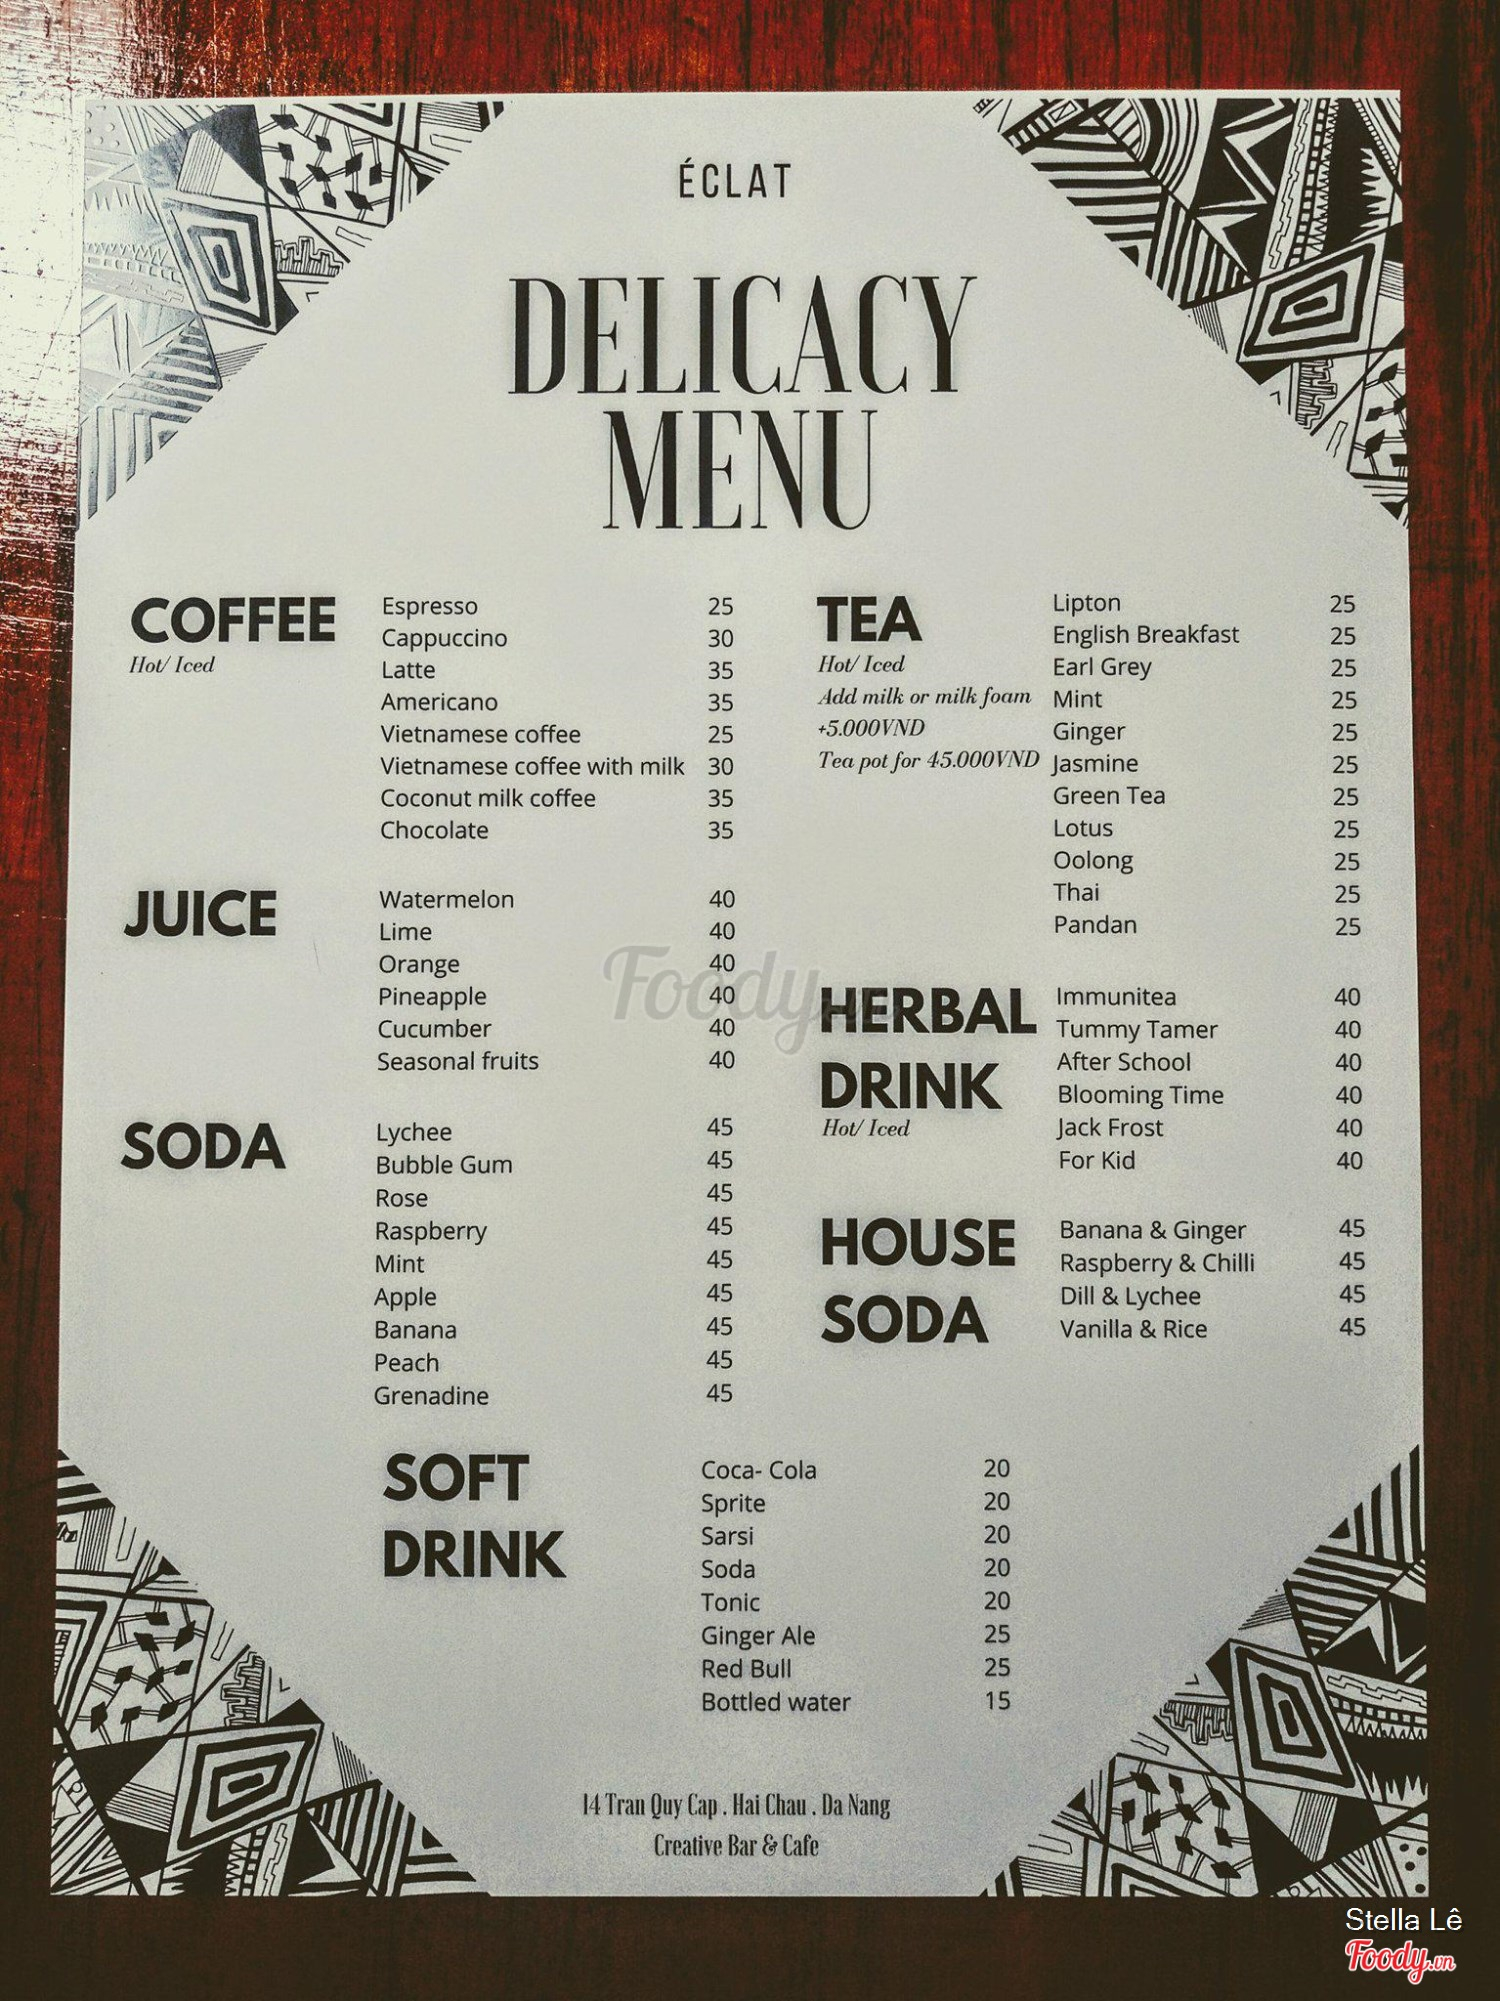 ÉCLAT
DELICACY
MENU
COFFEE
Hot/ Iced
Espresso 25
Cappuccino 30
Latte 35
Americano 35
Vietnamese coffee 25
Vietnamese coffee with milk 30
Coconut milk coffee 35
Chocolate 35
JUICE
Watermelon 40
Lime 40
Orange 40
Pineapple 40
Cucumber 40
Seasonal fruits 40
SODA
Lychee 45
Bubble Gum 45
Rose 45
Raspberry 45
Mint 45
Apple 45
Banana 45
Peach 45
Grenadine 45
TEA
Hot/ Iced
Add milk or milk foam
+5.000VND
Tea pot for 45.000VND
Lipton 25
English Breakfast 25
Earl Grey 25
Mint 25
Ginger 25
Jasmine 25
Green Tea 25
Lotus 25
Oolong 25
Thai 25
Pandan 25
HERBAL
DRINK
Hot/ Iced
Immunitea 40
Tummy Tamer 40
After School 40
Blooming Time 40
Jack Frost 40
For Kid 40
HOUSE
SODA
Banana & Ginger 45
Raspberry & Chilli 45
Dill & Lychee 45
Vanilla & Rice 45
SOFT
DRINK
Coca- Cola 20
Sprite 20
Sarsi 20
Soda 20
Tonic 20
Ginger Ale 25
Red Bull 25
Bottled water 15
14 Tran Quy Cap . Hai Chau . Da Nang
Creative Bar & Cafe
Foody.vn
Stella Lê
Foody.vn